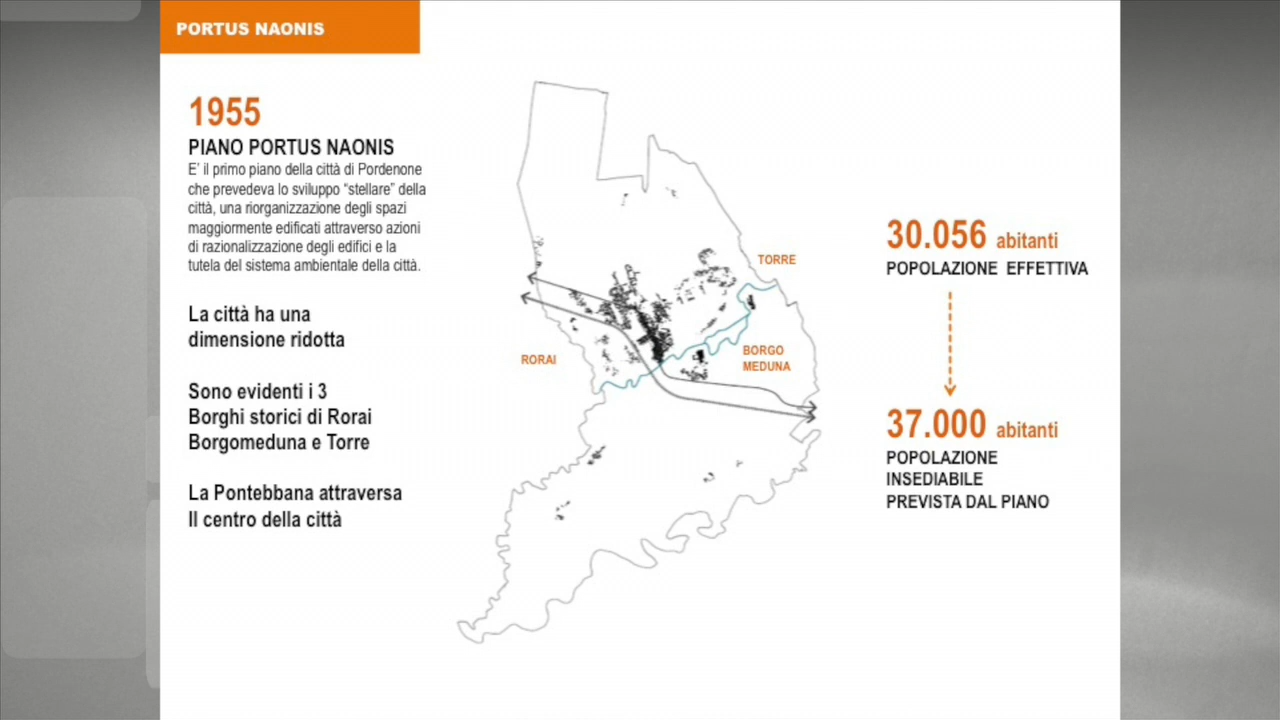 PORTUS NAONIS
1955
PIANO PORTUS NAONIS
E' il primo piano della città di Pordenone
che prevedeva lo sviluppo “stellare” della
città, una riorganizzazione degli spazi
maggiormente edificati attraverso azioni
di razionalizzazione degli edifici e la
tutela del sistema ambientale della città.
La città ha una
dimensione ridotta
Sono evidenti i 3
Borghi storici di Rorai
Borgomeduna e Torre
La Pontebbana attraversa
Il centro della città
TORRE
RORAI
BORGO
MEDUNA
30.056 abitanti
POPOLAZIONE EFFETTIVA
37.000 abitanti
POPOLAZIONE
INSEDIABILE
PREVISTA DAL PIANO